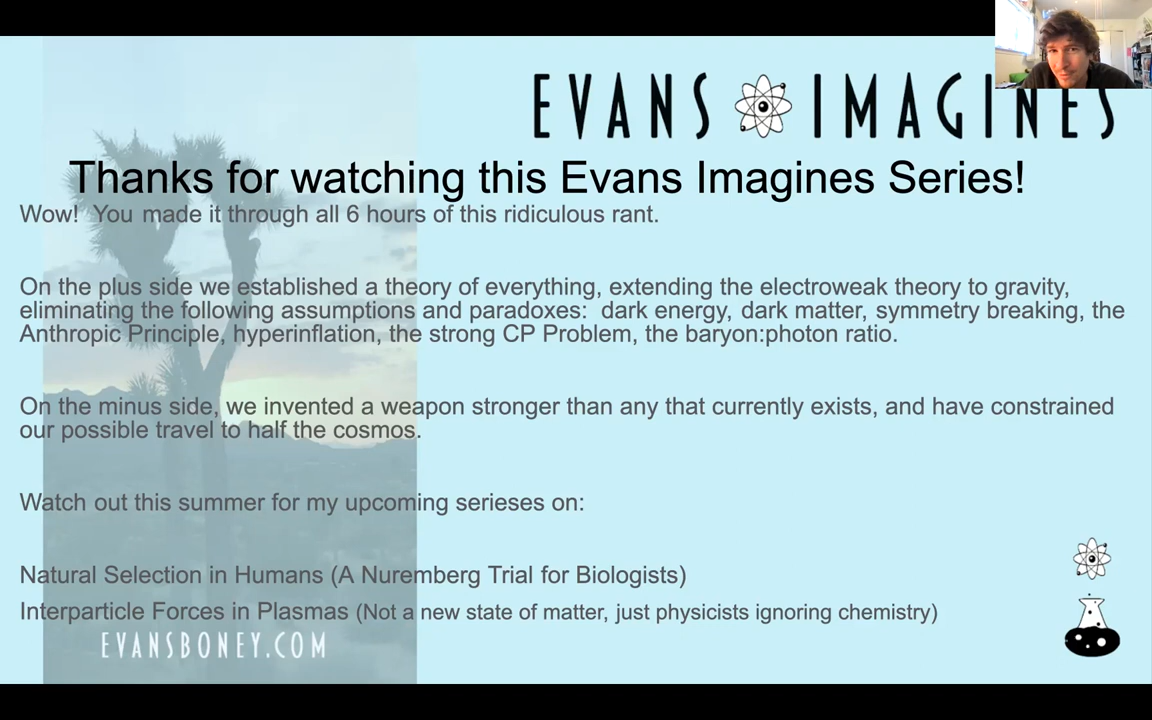 EVANS IMAGINES
Thanks for watching this Evans Imagines Series!
Wow!  You made it through all 6 hours of this ridiculous rant.
On the plus side we established a theory of everything, extending the electroweak theory to gravity,
eliminating the following assumptions and paradoxes:  dark energy, dark matter, symmetry breaking, the
Anthropic Principle, hyperinflation, the strong CP Problem, the baryon:photon ratio.
On the minus side, we invented a weapon stronger than any that currently exists, and have constrained
our possible travel to half the cosmos.
Watch out this summer for my upcoming serieses on:
Natural Selection in Humans (A Nuremberg Trial for Biologists)
Interparticle Forces in Plasmas (Not a new state of matter, just physicists ignoring chemistry)
EVANSBONEY.COM